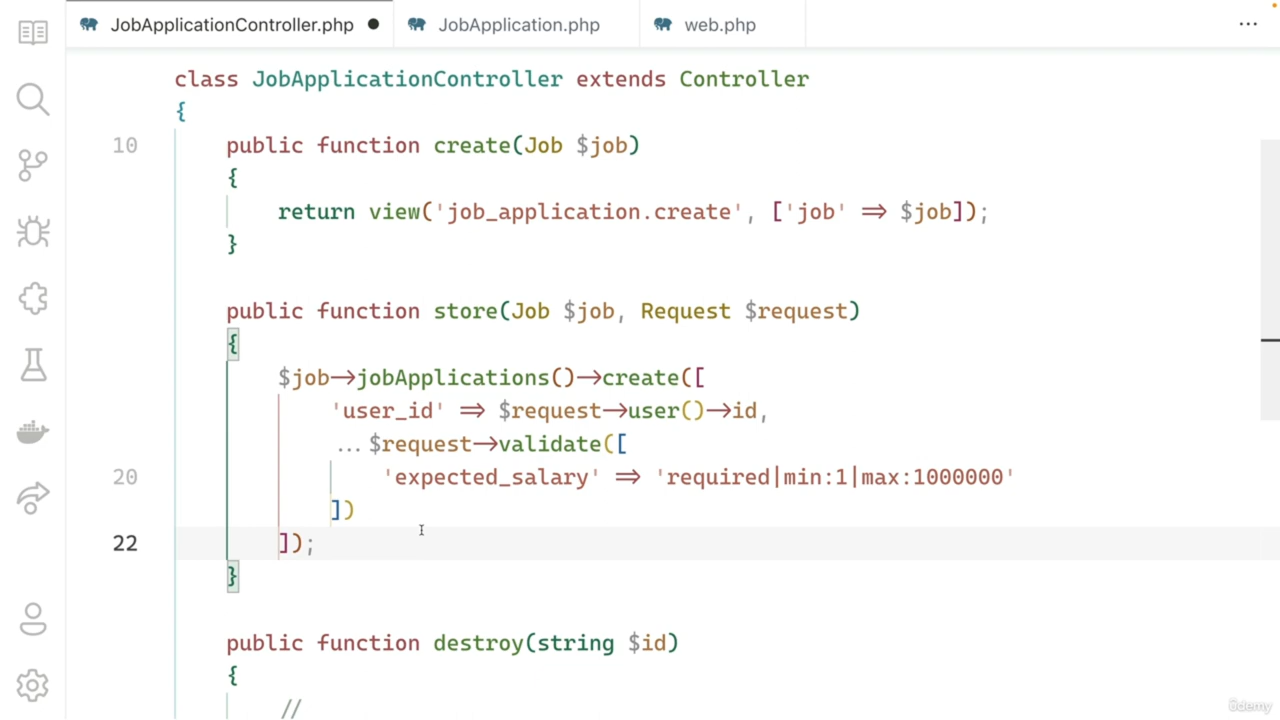 JobApplicationController.php
JobApplication.php
web.php
...
class JobApplicationController extends Controller
{
10 public function create(Job $job)
{
return view('job_application.create', ['job' => $job]);
}
public function store(Job $job, Request $request)
{
$job->jobApplications()->create([
'user_id' => $request->user()->id,
...$request->validate([
20 'expected_salary' => 'required|min:1|max:1000000'
])
22 ]);
}
public function destroy(string $id)
{
//
ûdemy